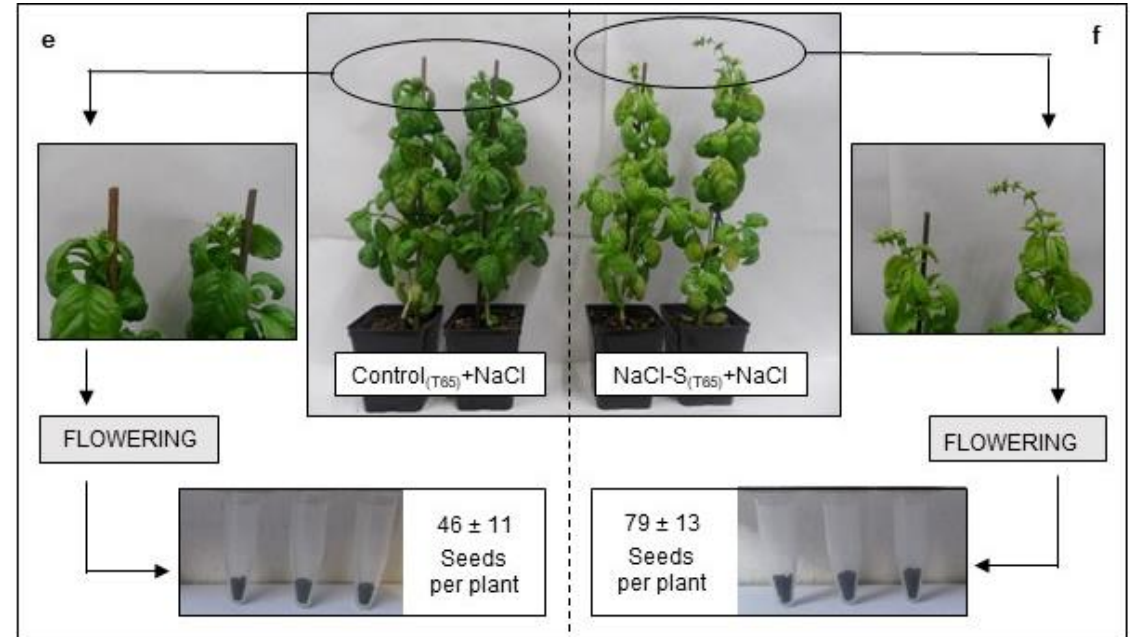 e
f
Control(T65)+NaCl
NaCl-S(T65)+NaCl
FLOWERING
FLOWERING
46 ± 11
Seeds
per plant
79 ± 13
Seeds
per plant